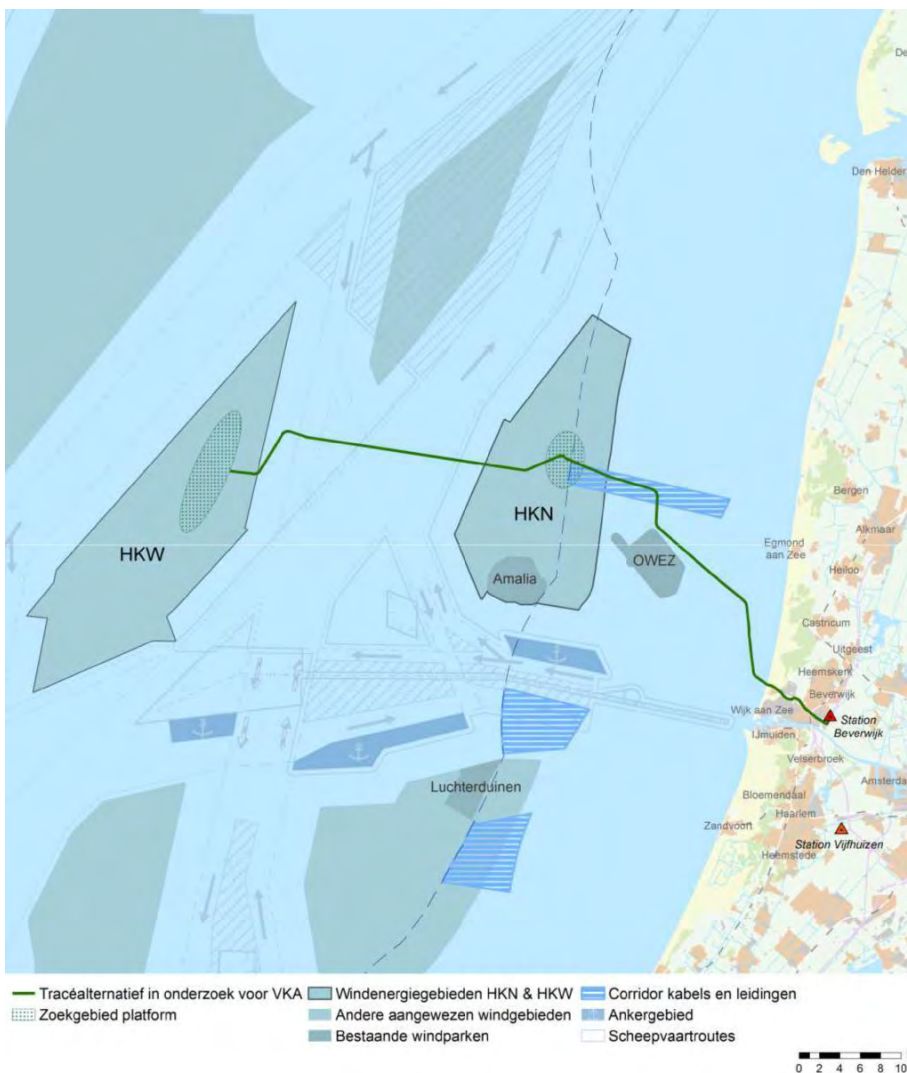 De
Den Helder
HKW
HKN
Amalia
OWEZ
Bergen
Alkmaar
Egmond
aan Zee
Heiloo
Castricum
Uitgeest
Heemskerk
Beverwijk
Wijk aan Zee
Station
Beverwijk
IJmuiden
Velserbroek
Amsterda
Luchterduinen
Bloemendaal
Haarlem
Zandvoort
Station Vijfhuizen
Heemstede
Tracéalternatief in onderzoek voor VKA
Zoekgebied platform
Windenergiegebieden HKN & HKW
Andere aangewezen windgebieden
Bestaande windparken
Corridor kabels en leidingen
Ankergebied
Scheepvaartroutes
0 2 4 6 8 10